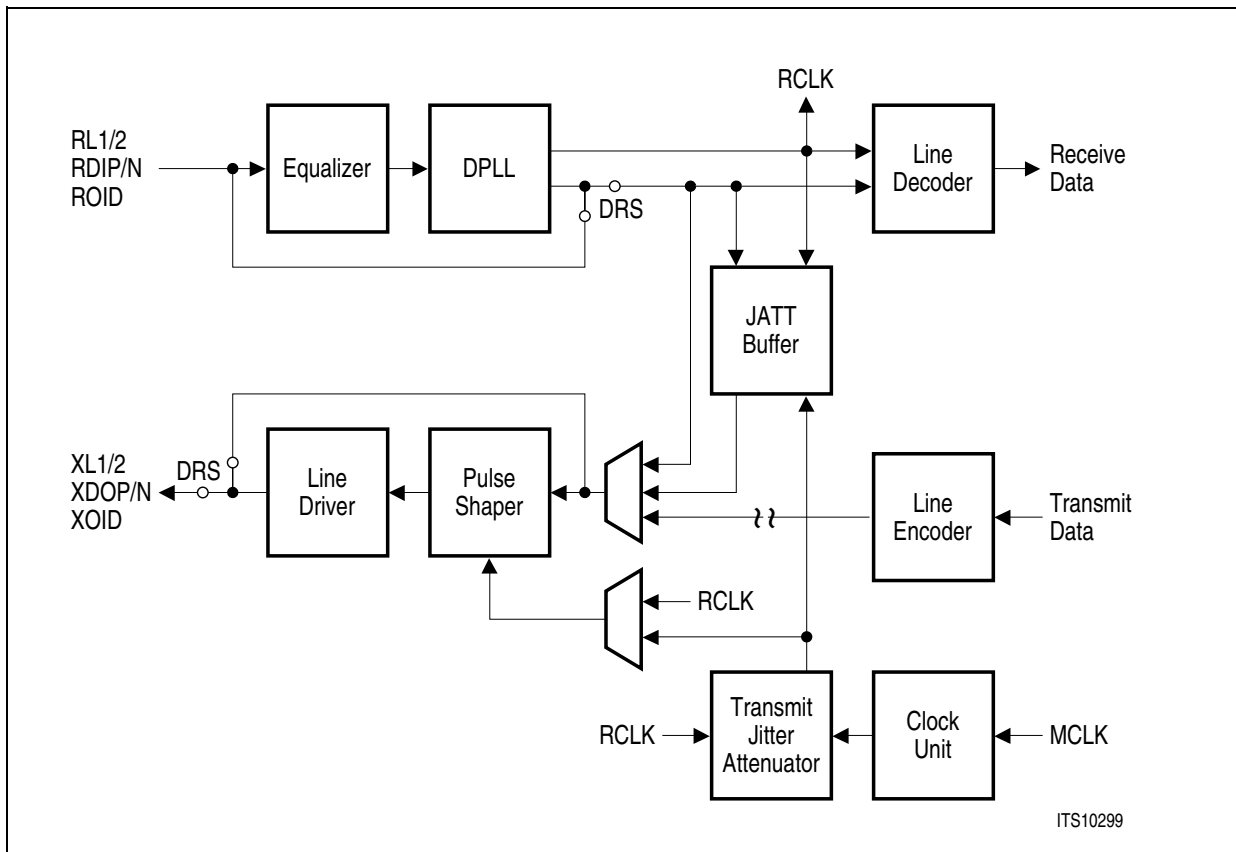 RCLK
RL1/2
RDIP/N
ROID
Equalizer
DPLL
DRS
Line
Decoder
Receive
Data
JATT
Buffer
XL1/2
XDOP/N
XOID
DRS
Line
Driver
Pulse
Shaper
Line
Encoder
Transmit
Data
RCLK
RCLK
Transmit
Jitter
Attenuator
Clock
Unit
MCLK
ITS10299